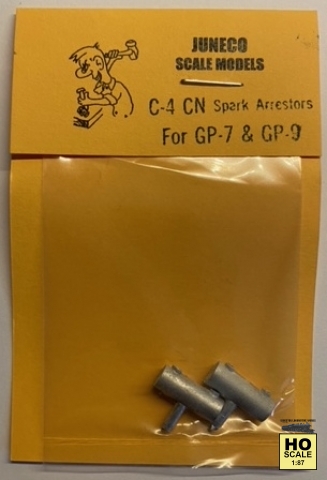 JUNECO
SCALE MODELS
C-4 CN Spark Arrestors
For GP-7 & GP-9
HO
SCALE
1:87